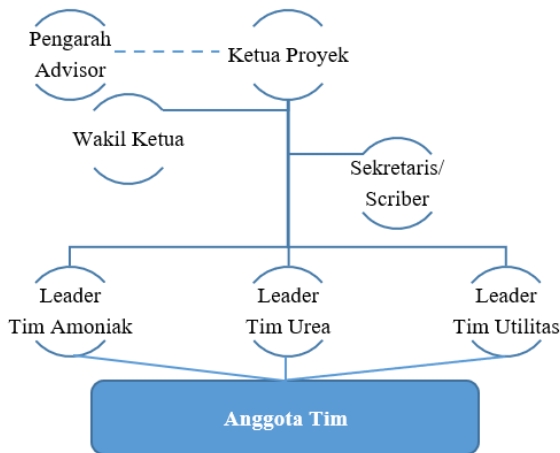 Pengarah
Advisor
Ketua Proyek
Wakil Ketua
Sekretaris/
Scriber
Leader
Tim Amoniak
Leader
Tim Urea
Leader
Tim Utilitas
Anggota Tim